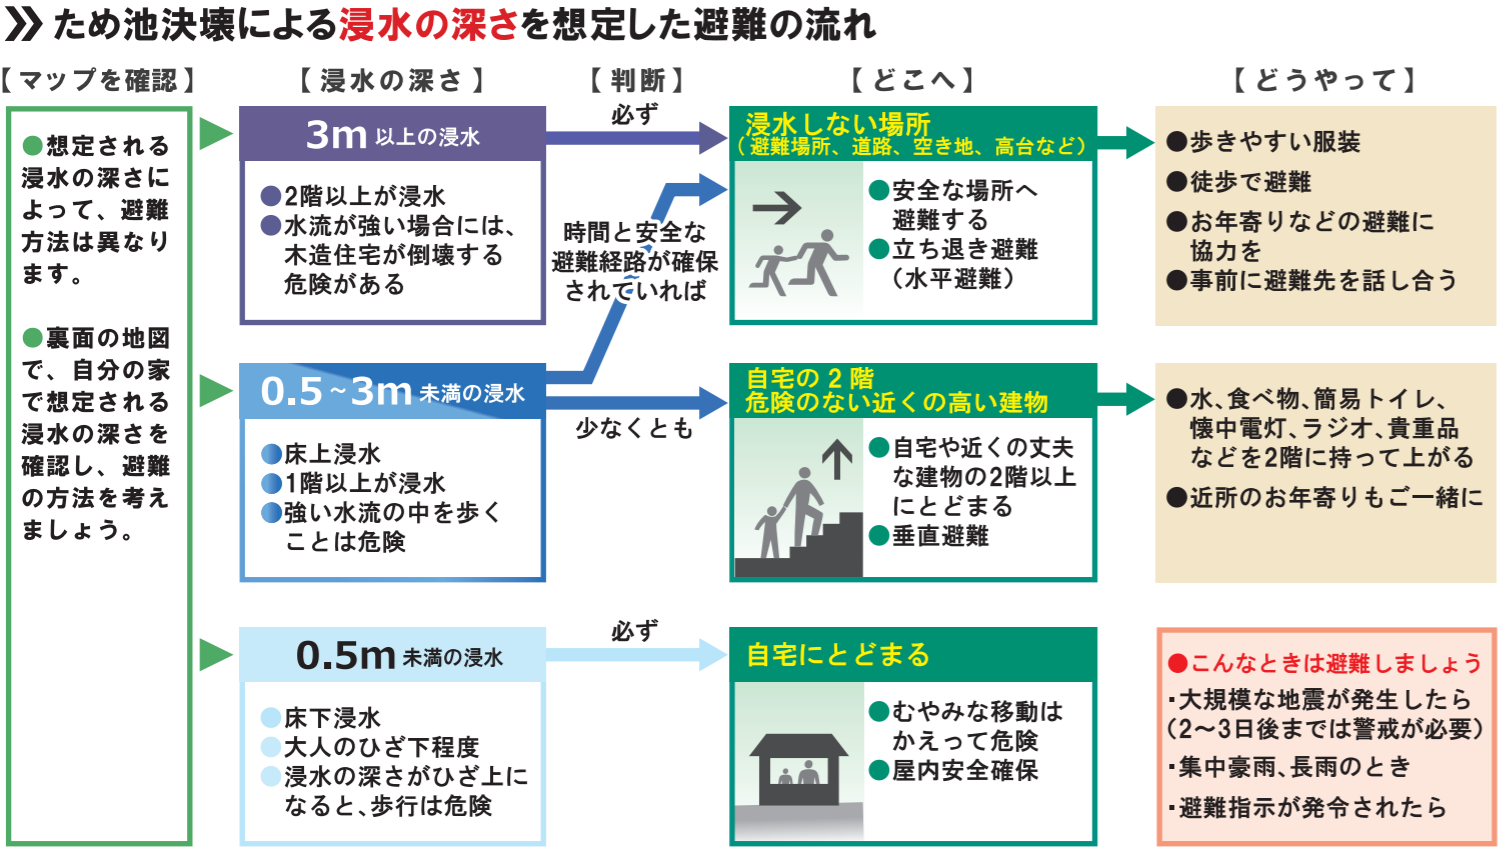 ため池決壊による浸水の深さを想定した避難の流れ
【マップを確認】
【浸水の深さ】
【判断】
【どこへ】
【どうやって】
●想定される
浸水の深さに
よって、避難
方法は異なり
ます。
●裏面の地図
で、自分の家
で想定される
浸水の深さを
確認し、避難
の方法を考え
ましょう。
3m 以上の浸水
●2階以上が浸水
●水流が強い場合には、
木造住宅が倒壊する
危険がある
必ず
時間と安全な
避難経路が確保
されていれば
浸水しない場所
（避難場所、道路、空き地、高台など）
●安全な場所へ
避難する
●立ち退き避難
（水平避難）
●歩きやすい服装
●徒歩で避難
●お年寄りなどの避難に
協力を
●事前に避難先を話し合う
0.5~3m 未満の浸水
●床上浸水
●1階以上が浸水
●強い水流の中を歩く
ことは危険
少なくとも
自宅の2階
危険のない近くの高い建物
●自宅や近くの丈夫
な建物の2階以上
にとどまる
●垂直避難
●水、食べ物、簡易トイレ、
懐中電灯、ラジオ、貴重品
などを2階に持って上がる
●近所のお年寄りもご一緒に
0.5m 未満の浸水
●床下浸水
●大人のひざ下程度
●浸水の深さがひざ上に
なると、歩行は危険
必ず
自宅にとどまる
●むやみな移動は
かえって危険
●屋内安全確保
●こんなときは避難しましょう
・大規模な地震が発生したら
（2〜3日後までは警戒が必要）
・集中豪雨、長雨のとき
・避難指示が発令されたら